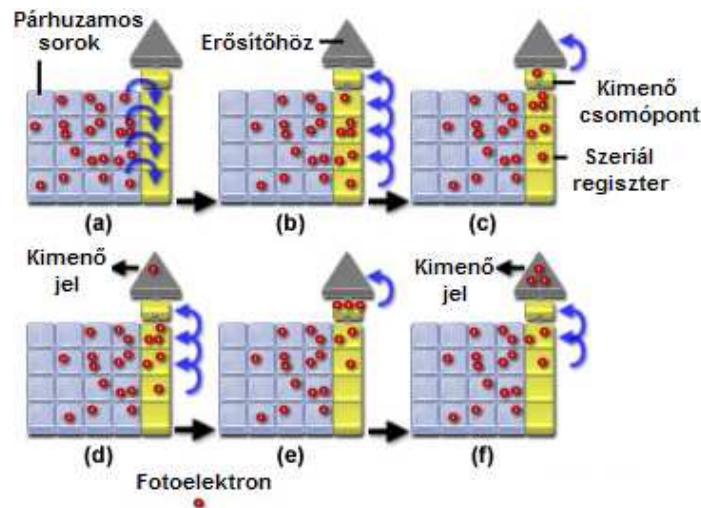 Párhuzamos
sorok
Erősítőhöz
Kimenő
csomópont
Szeriál
regiszter
(a)
(b)
(c)
Kimenő
jel
Kimenő
jel
(d)
(e)
(f)
Fotoelektron